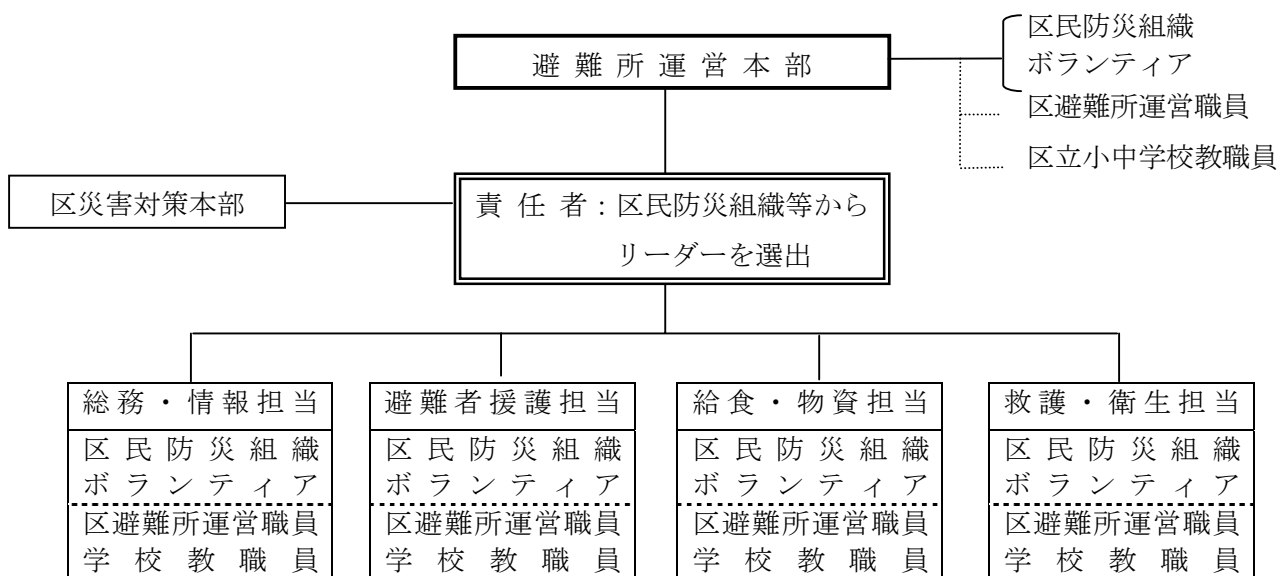 避難所運営本部
区民防災組織
ボランティア
区避難所運営職員
区立小中学校教職員
区災害対策本部
責任者：区民防災組織等から
リーダーを選出
総務・情報担当
区民防災組織
ボランティア
区避難所運営職員
学校教職員
避難者援護担当
区民防災組織
ボランティア
区避難所運営職員
学校教職員
給食・物資担当
区民防災組織
ボランティア
区避難所運営職員
学校教職員
救護・衛生担当
区民防災組織
ボランティア
区避難所運営職員
学校教職員